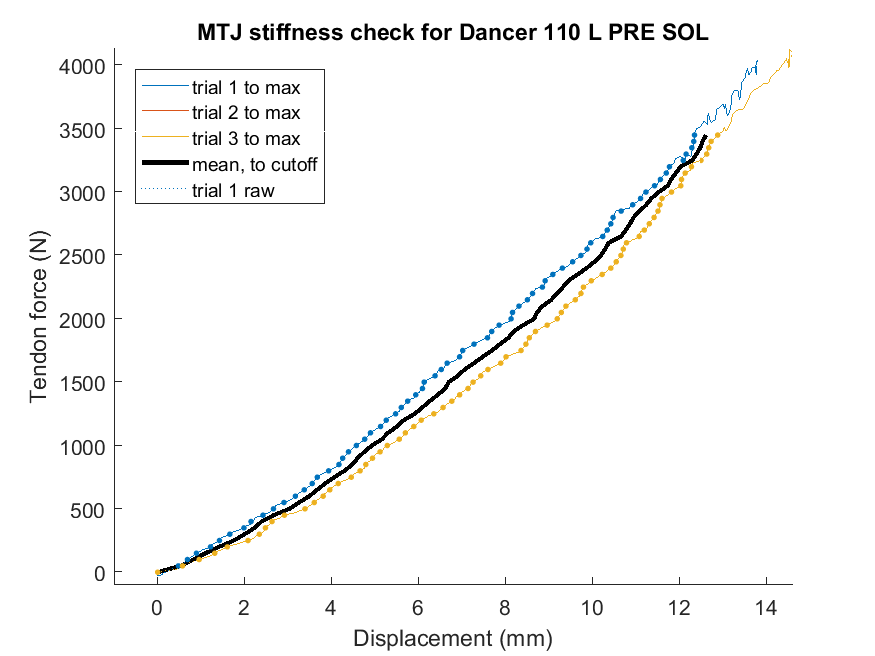 MTJ stiffness check for Dancer 110 L PRE SOL
4000
3500
3000
2500
2000
1500
1000
500
0
Tendon force (N)
trial 1 to max
trial 2 to max
trial 3 to max
mean, to cutoff
trial 1 raw
0 2 4 6 8 10 12 14
Displacement (mm)